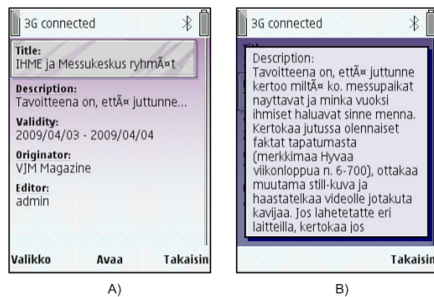 3G connected
Title:
IHME ja Messukeskus ryhmÃ¤t
Description:
Tavoitteena on, ettÃ¤ juttunne...
Validity:
2009/04/03 - 2009/04/04
Originator:
VJM Magazine
Editor:
admin
Valikko Avaa Takaisin
A)
3G connected
Description:
Tavoitteena on, ettÃ¤ juttunne
kertoo miltÃ¤ ko. messupaikat
nayttavat ja minka vuoksi
ihmiset haluavat sinne menna.
Kertokaa jutussa olennaiset
faktat tapatumasta
(merkkimaa Hyvaa
viikonloppua n. 6-700), ottakaa
muutama still-kuva ja
haastatelkaa videolle jotakuta
kavijaa. Jos lahetetatte eri
laitteilla, kertokaa jos
Takaisin
B)